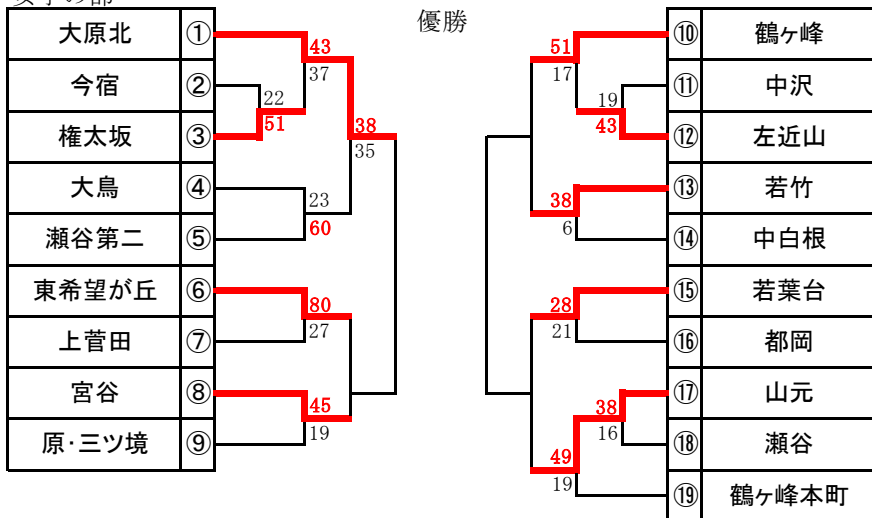 優勝
大原北 ①
今宿 ②
権太坂 ③
大鳥 ④
瀬谷第二 ⑤
東希望が丘 ⑥
上菅田 ⑦
宮谷 ⑧
原・三ツ境 ⑨
43
37
22
51
38
35
23
60
80
27
45
19
⑩ 鶴ヶ峰
⑪ 中沢
⑫ 左近山
⑬ 若竹
⑭ 中白根
⑮ 若葉台
⑯ 都岡
⑰ 山元
⑱ 瀬谷
⑲ 鶴ヶ峰本町
51
17
19
43
38
6
28
21
38
16
49
19